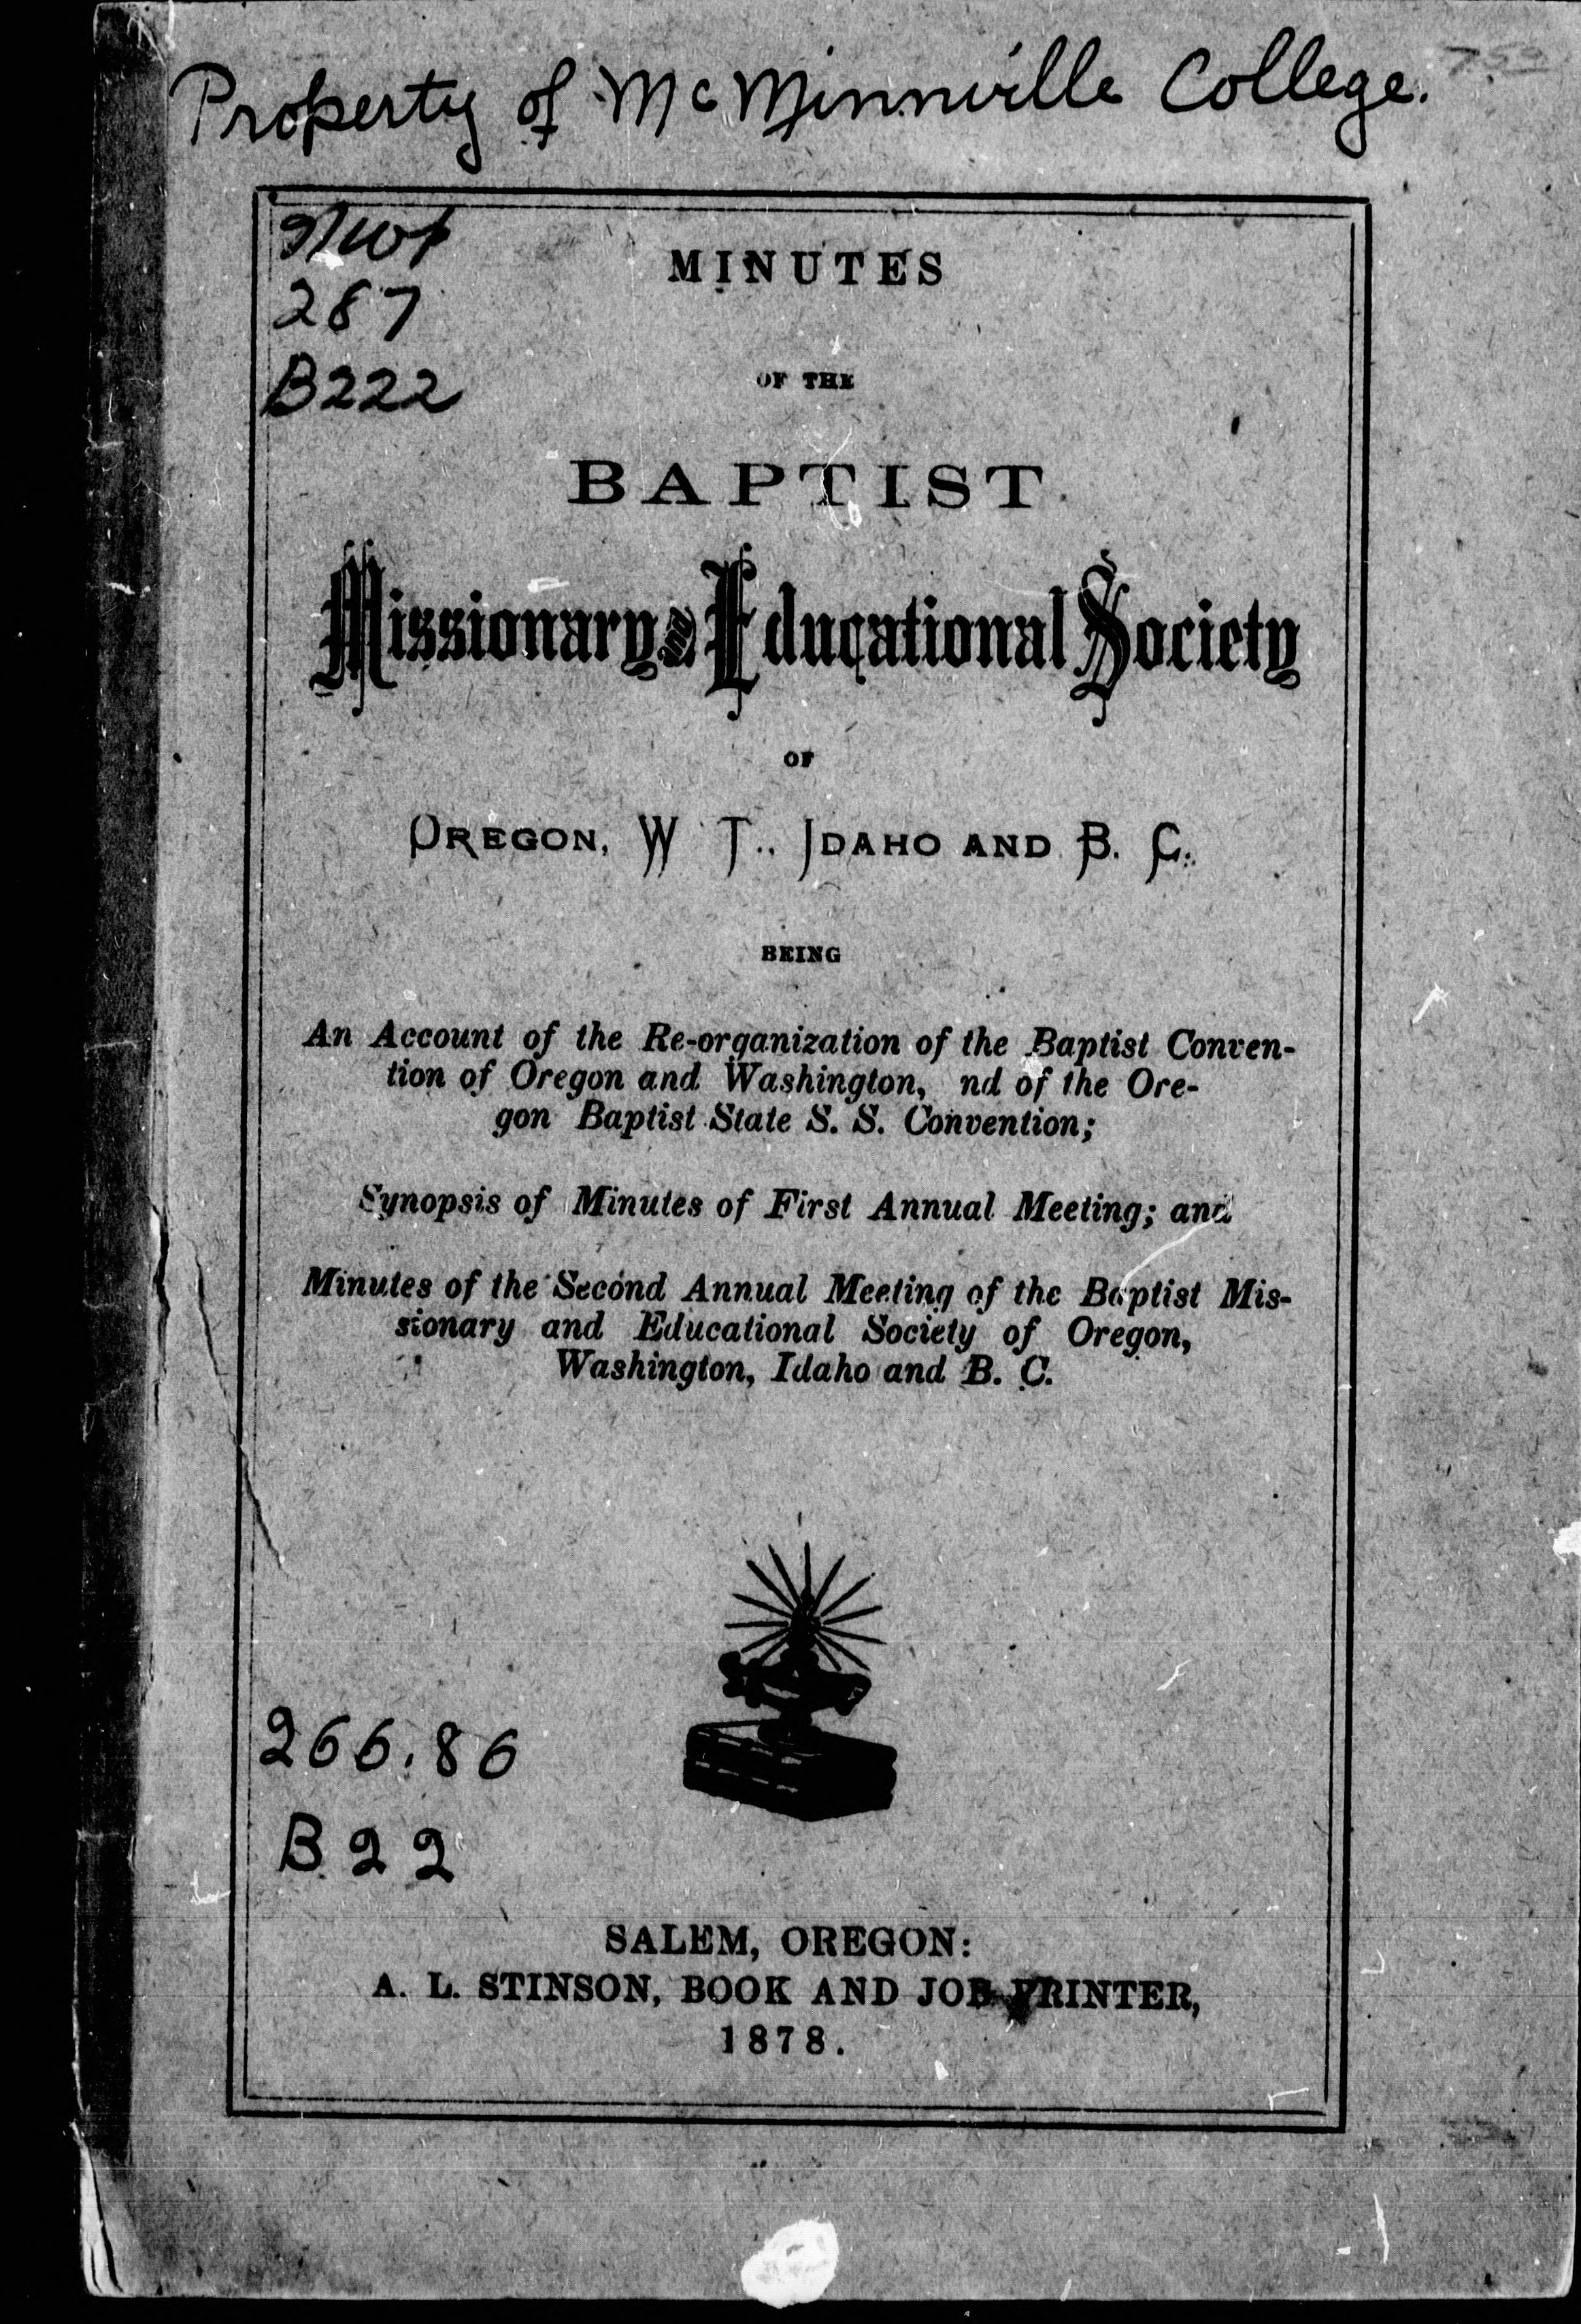 Property of McMinnville College.
287
B222
MINUTES
OF THE
BAPTIST
Missionary and Educational Society
OF
OREGON, W T., IDAHO AND B. C.
BEING
An Account of the Re-organization of the Baptist Conven-
tion of Oregon and Washington, nd of the Ore-
gon Baptist State S. S. Convention;
Synopsis of Minutes of First Annual Meeting; and
Minutes of the Second Annual Meeting of the Baptist Mis-
sionary and Educational Society of Oregon,
Washington, Idaho and B. C.
266.86
B22
SALEM, OREGON:
A. L. STINSON, BOOK AND JOB PRINTER,
1878.